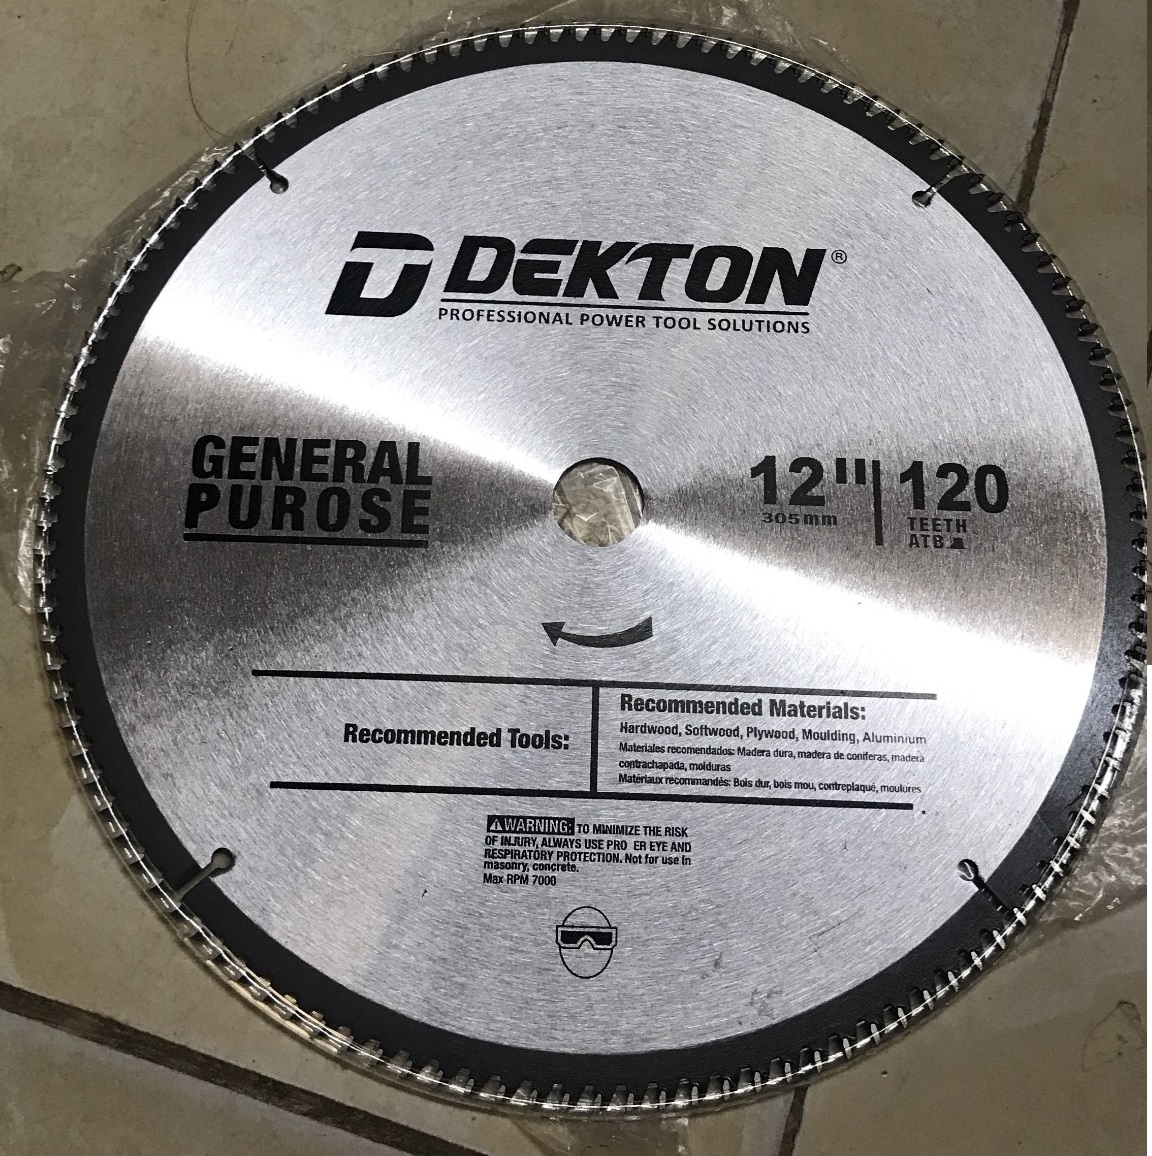 DEKTON®
PROFESSIONAL POWER TOOL SOLUTIONS
GENERAL
PUROSE
12" 120
305mm TEETH
ATB
Recommended Tools:
Recommended Materials:
Hardwood, Softwood, Plywood, Moulding, Aluminium
Materiales recomendados: Madera dura, madera de coniferas, madera
contrachapada, molduras
Matériaux recommandés: Bois dur, bois mou, contreplaqué, moulures
WARNING: TO MINIMIZE THE RISK
OF INJURY, ALWAYS USE PRO ER EYE AND
RESPIRATORY PROTECTION. Not for use in
masonry, concrete.
Max RPM 7000